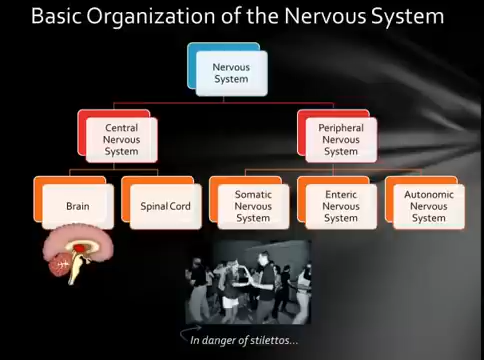 Basic Organization of the Nervous System
Nervous
System
Central
Nervous
System
Peripheral
Nervous
System
Brain
Spinal Cord
Somatic
Nervous
System
Enteric
Nervous
System
Autonomic
Nervous
System
In danger of stilettos...